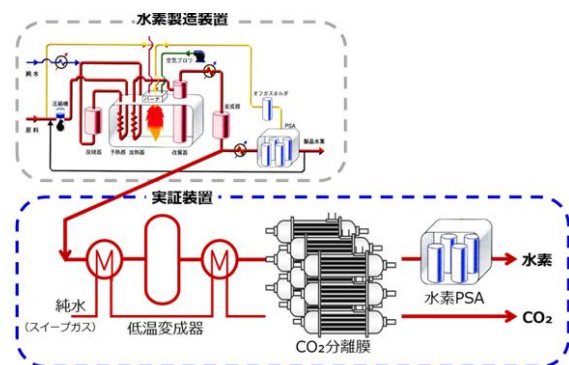 水素製造装置
純水
空気ブロワ
オフガスホルダ
圧縮機
バーナ
変成器
PSA
原料
製品水素
脱硫器
予熱器
加熱器
改質器
実証装置
M
M
水素
純水
(スイープガス)
低温変成器
水素PSA
CO₂
CO₂分離膜